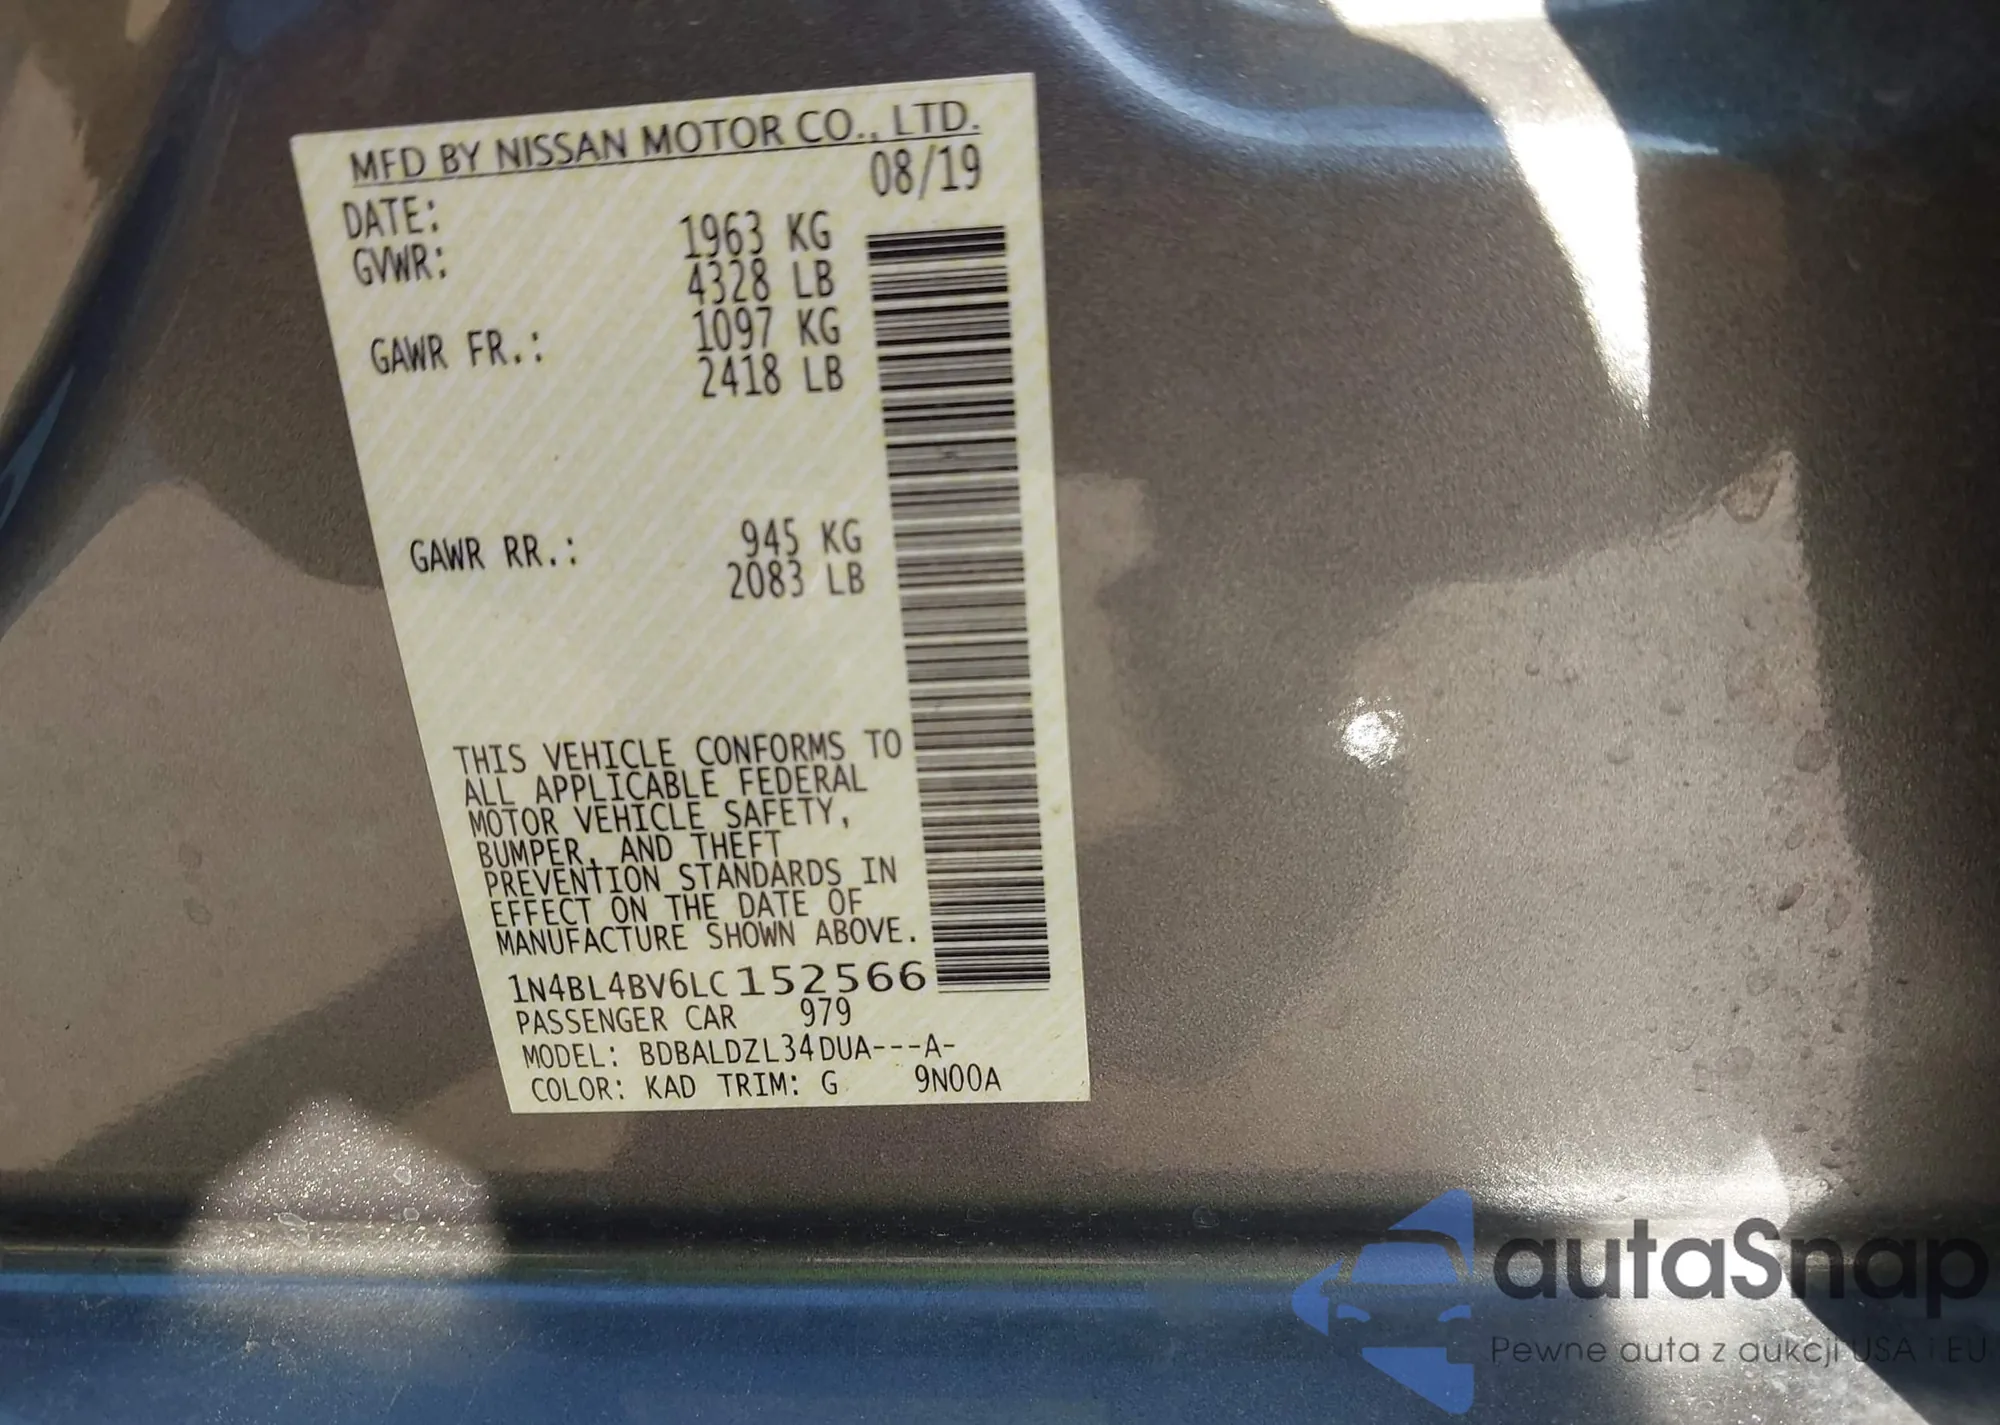 MFD BY NISSAN MOTOR CO., LTD.
DATE: 08/19
GVWR: 1963 KG
4328 LB
GAWR FR.: 1097 KG
2418 LB
GAWR RR.: 945 KG
2083 LB
THIS VEHICLE CONFORMS TO
ALL APPLICABLE FEDERAL
MOTOR VEHICLE SAFETY,
BUMPER, AND THEFT
PREVENTION STANDARDS IN
EFFECT ON THE DATE OF
MANUFACTURE SHOWN ABOVE.
1N4BL4BV6LC152566
PASSENGER CAR 979
MODEL: BDBALDZL34DUA---A-
COLOR: KAD TRIM: G 9N00A
autaSnap
Pewne auta z aukcji USA i EU